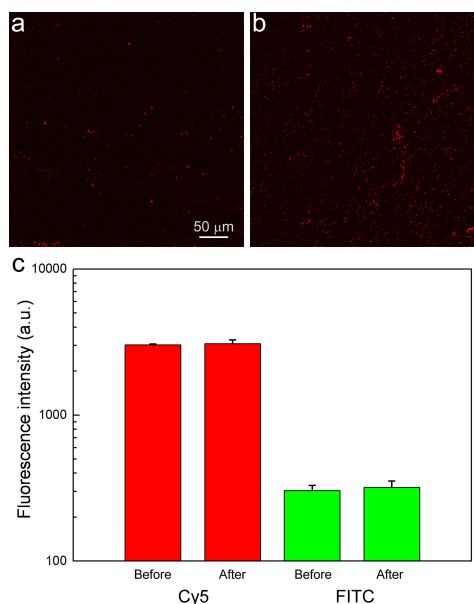 a
b
50 μm
c
Fluorescence intensity (a.u.)
10000
1000
100
Before After Before After
Cy5 FITC